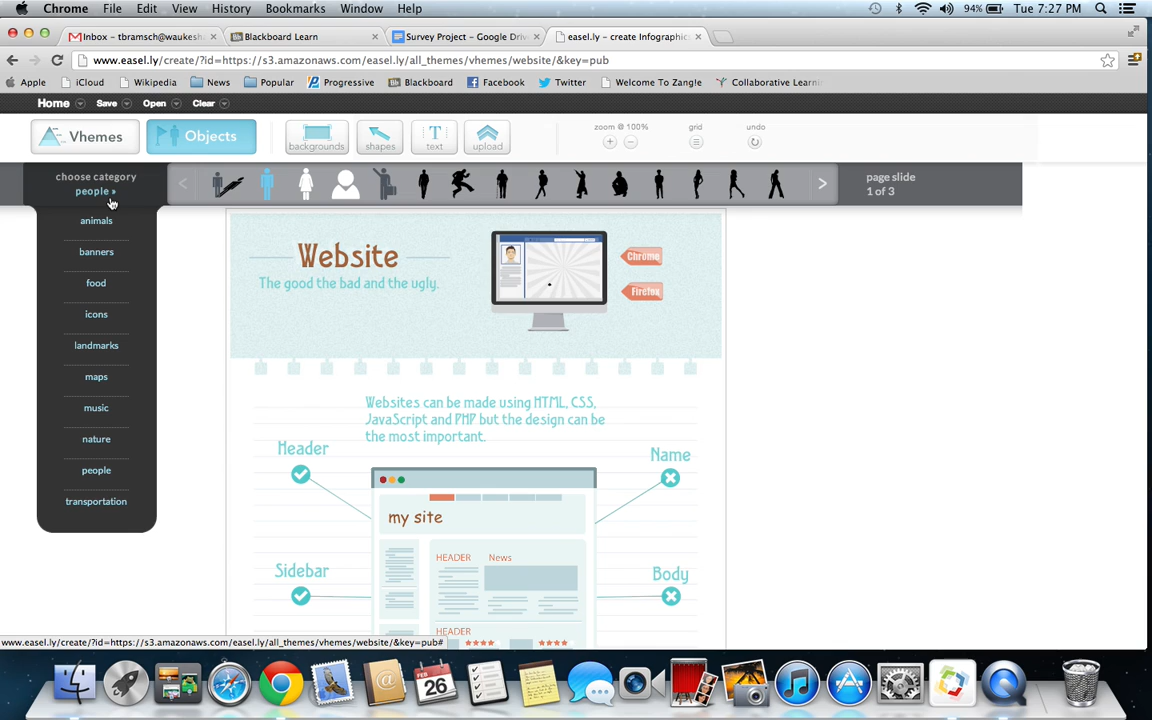 Chrome File Edit View History Bookmarks Window Help 94% Tue 7:27 PM
Inbox - tbramsch@waukesh
Blackboard Learn
Survey Project - Google Driv
easel.ly - create Infographics
www.easel.ly/create/?id=https://s3.amazonaws.com/easel.ly/all_themes/vhemes/website/&key=pub
Apple iCloud Wikipedia News Popular Progressive Blackboard Facebook Twitter Welcome To Zangle Collaborative Learni
Home Save Open Clear
Vhemes Objects
backgrounds shapes text upload
zoom @ 100% grid undo
choose category
people »
page slide
1 of 3
animals
banners
food
icons
landmarks
maps
music
nature
people
transportation
Website
The good the bad and the ugly.
Chrome
Firefox
Websites can be made using HTML, CSS,
JavaScript and PHP but the design can be
the most important.
Header
Name
my site
HEADER News
Sidebar
Body
HEADER
www.easel.ly/create/?id=https://s3.amazonaws.com/easel.ly/all_themes/vhemes/website/&key=pub#
FEB
26